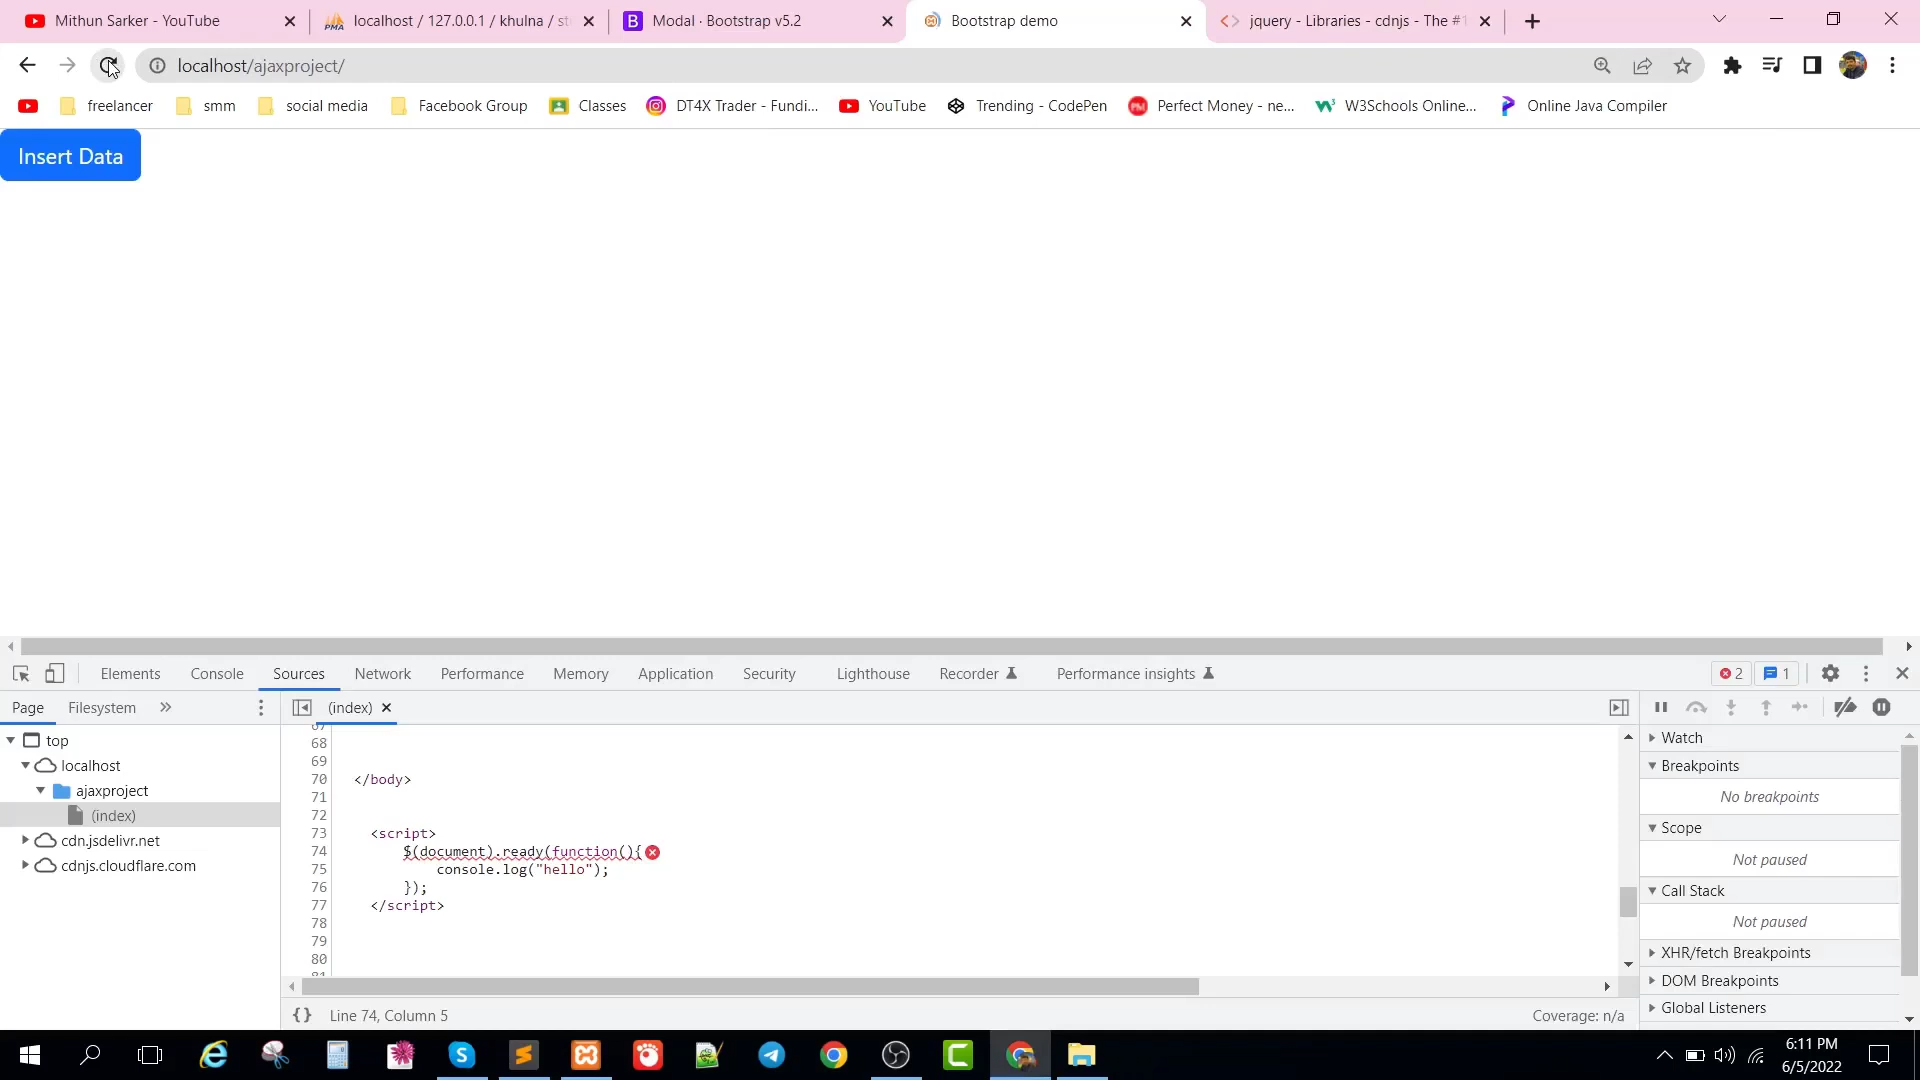 Mithun Sarker - YouTube
localhost / 127.0.0.1 / khulna / st
Modal · Bootstrap v5.2
Bootstrap demo
jquery - Libraries - cdnjs - The #1
localhost/ajaxproject/
freelancer
smm
social media
Facebook Group
Classes
DT4X Trader - Fundi...
YouTube
Trending - CodePen
Perfect Money - ne...
W3Schools Online...
Online Java Compiler
Insert Data
Elements
Console
Sources
Network
Performance
Memory
Application
Security
Lighthouse
Recorder
Performance insights
2
1
Page
Filesystem
(index)
top
localhost
ajaxproject
(index)
cdn.jsdelivr.net
cdnjs.cloudflare.com
67
68
69
70 </body>
71
72
73 <script>
74 $(document).ready(function(){
75 console.log("hello");
76 });
77 </script>
78
79
80
81
{} Line 74, Column 5
Coverage: n/a
Watch
Breakpoints
No breakpoints
Scope
Not paused
Call Stack
Not paused
XHR/fetch Breakpoints
DOM Breakpoints
Global Listeners
6:11 PM
6/5/2022